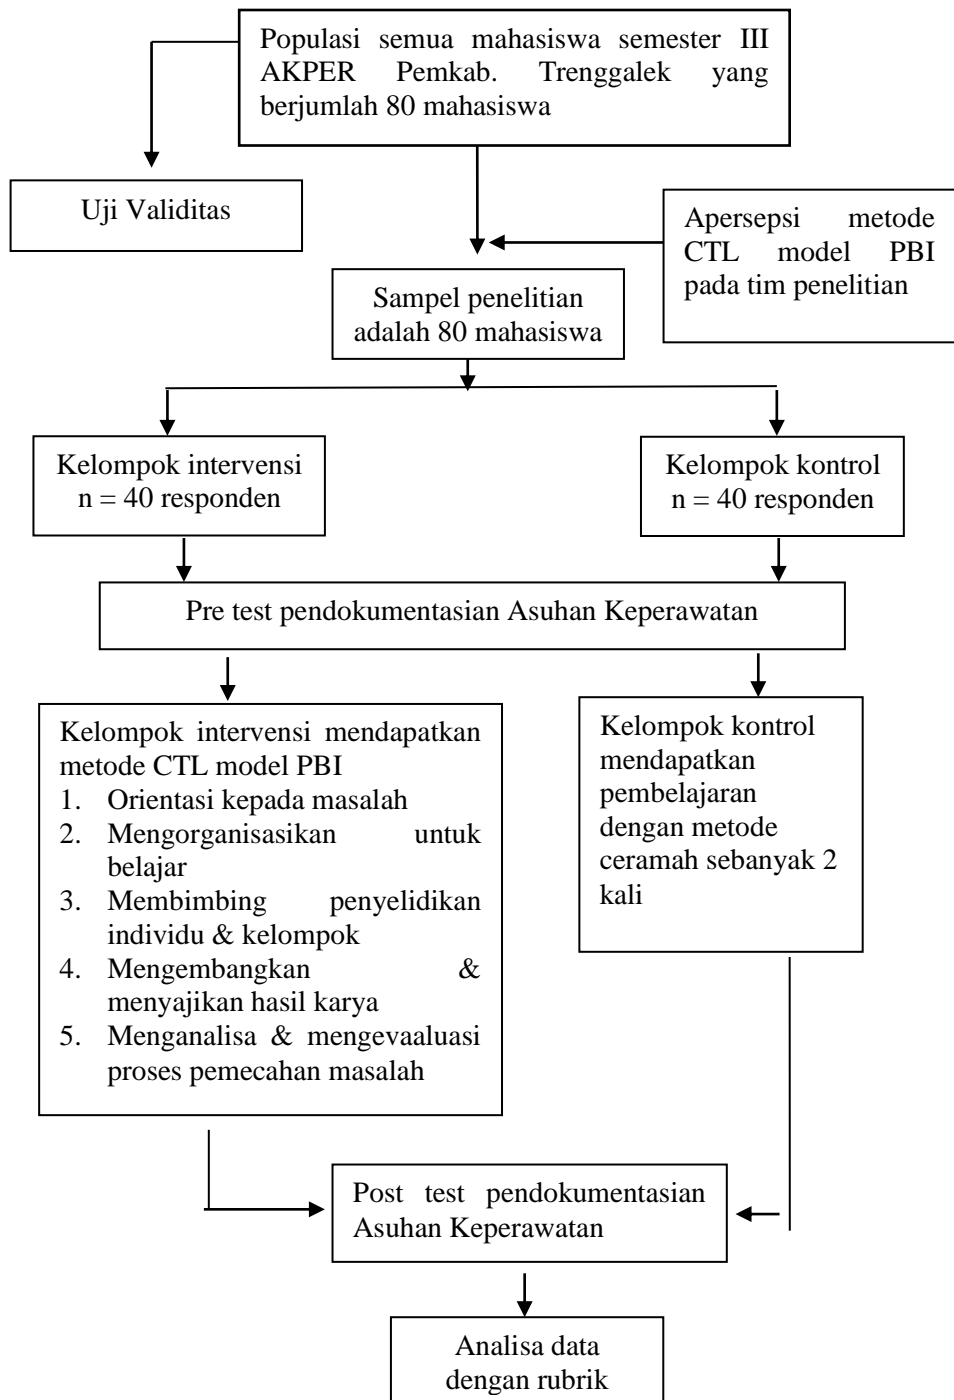 Populasi semua mahasiswa semester III
AKPER Pemkab. Trenggalek yang
berjumlah 80 mahasiswa
Uji Validitas
Apersepsi metode
CTL model PBI
pada tim penelitian
Sampel penelitian
adalah 80 mahasiswa
Kelompok intervensi
n = 40 responden
Kelompok kontrol
n = 40 responden
Pre test pendokumentasian Asuhan Keperawatan
Kelompok intervensi mendapatkan
metode CTL model PBI
1. Orientasi kepada masalah
2. Mengorganisasikan untuk
belajar
3. Membimbing penyelidikan
individu & kelompok
4. Mengembangkan &
menyajikan hasil karya
5. Menganalisa & mengevaaluasi
proses pemecahan masalah
Kelompok kontrol
mendapatkan
pembelajaran
dengan metode
ceramah sebanyak 2
kali
Post test pendokumentasian
Asuhan Keperawatan
Analisa data
dengan rubrik